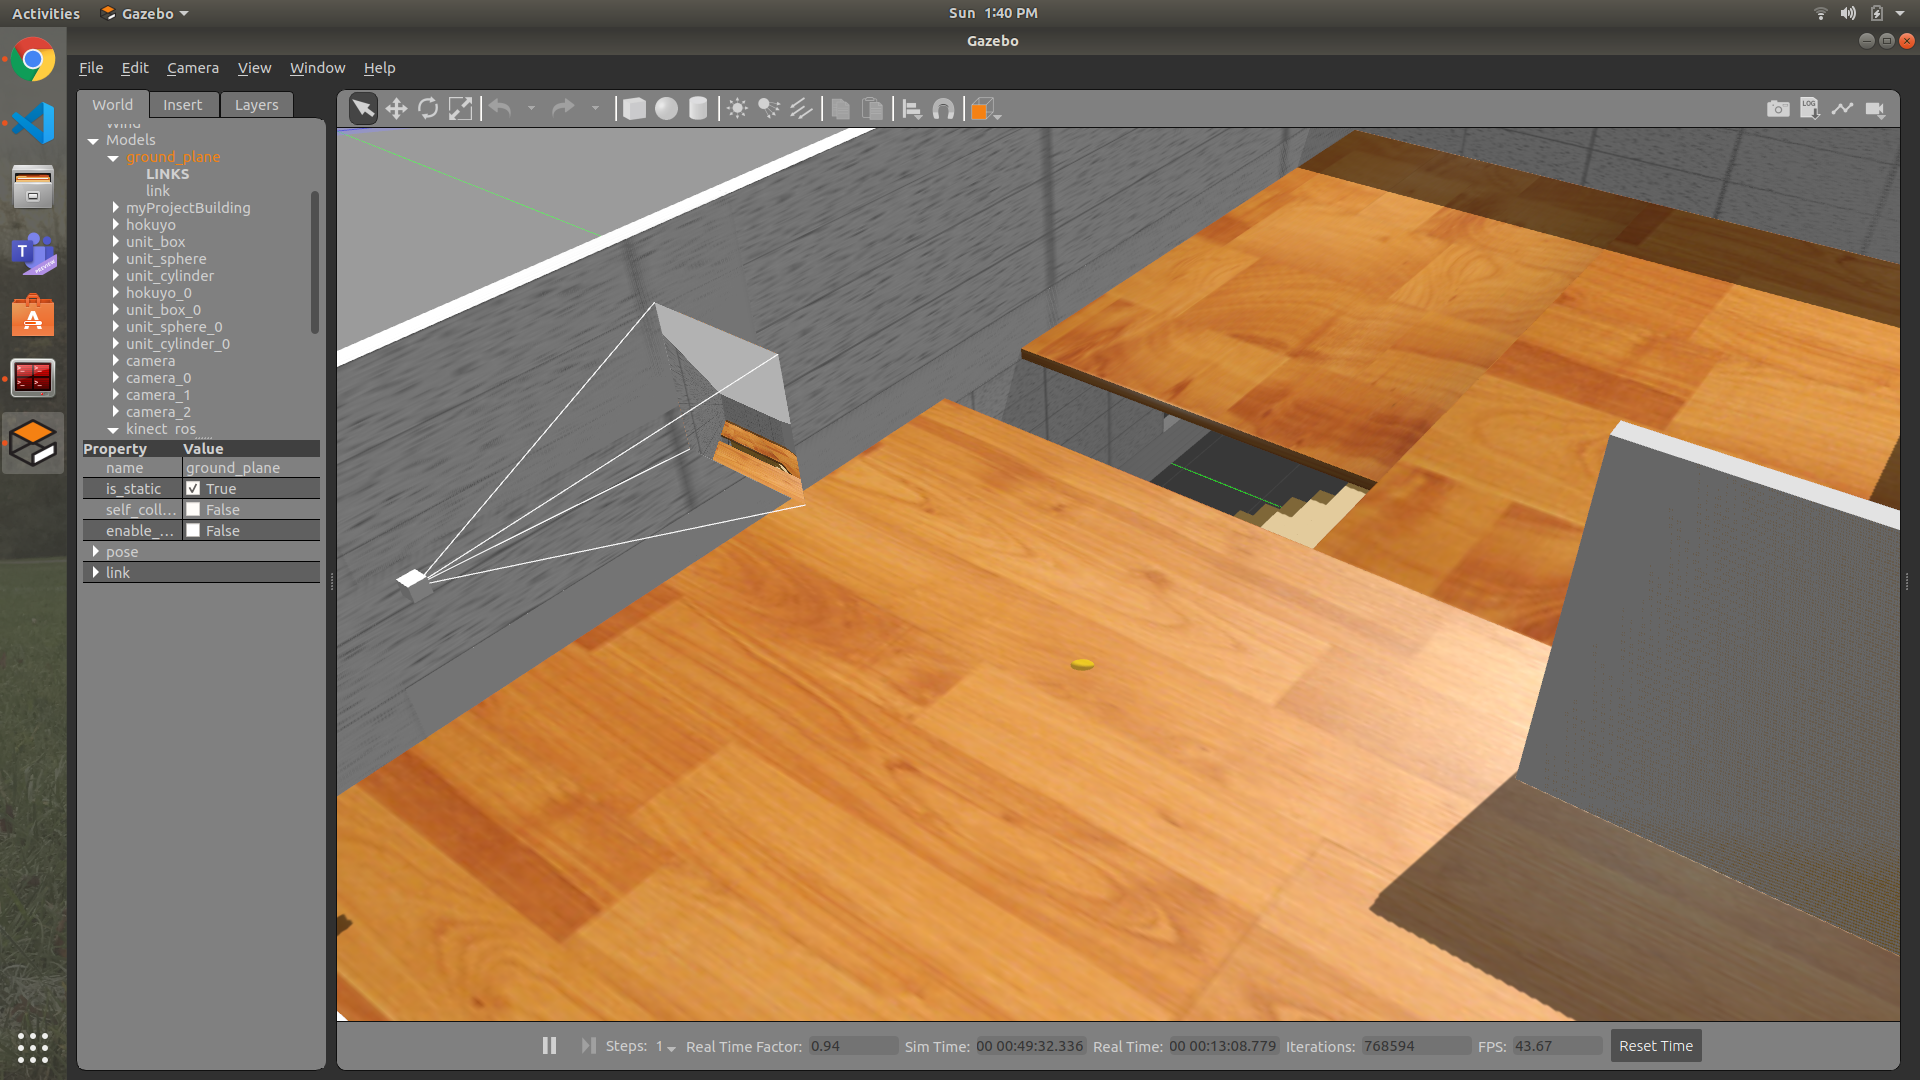 Activities Gazebo Sun 1:40 PM
Gazebo
File Edit Camera View Window Help
World Insert Layers
Wind
Models
ground_plane
LINKS
link
myProjectBuilding
hokuyo
unit_box
unit_sphere
unit_cylinder
hokuyo_0
unit_box_0
unit_sphere_0
unit_cylinder_0
camera
camera_0
camera_1
camera_2
kinect_ros
Property Value
name ground_plane
is_static True
self_coll... False
enable_... False
pose
link
LOG
T
PREVIEW
Steps: 1 Real Time Factor: 0.94 Sim Time: 00 00:49:32.336 Real Time: 00 00:13:08.779 Iterations: 768594 FPS: 43.67 Reset Time